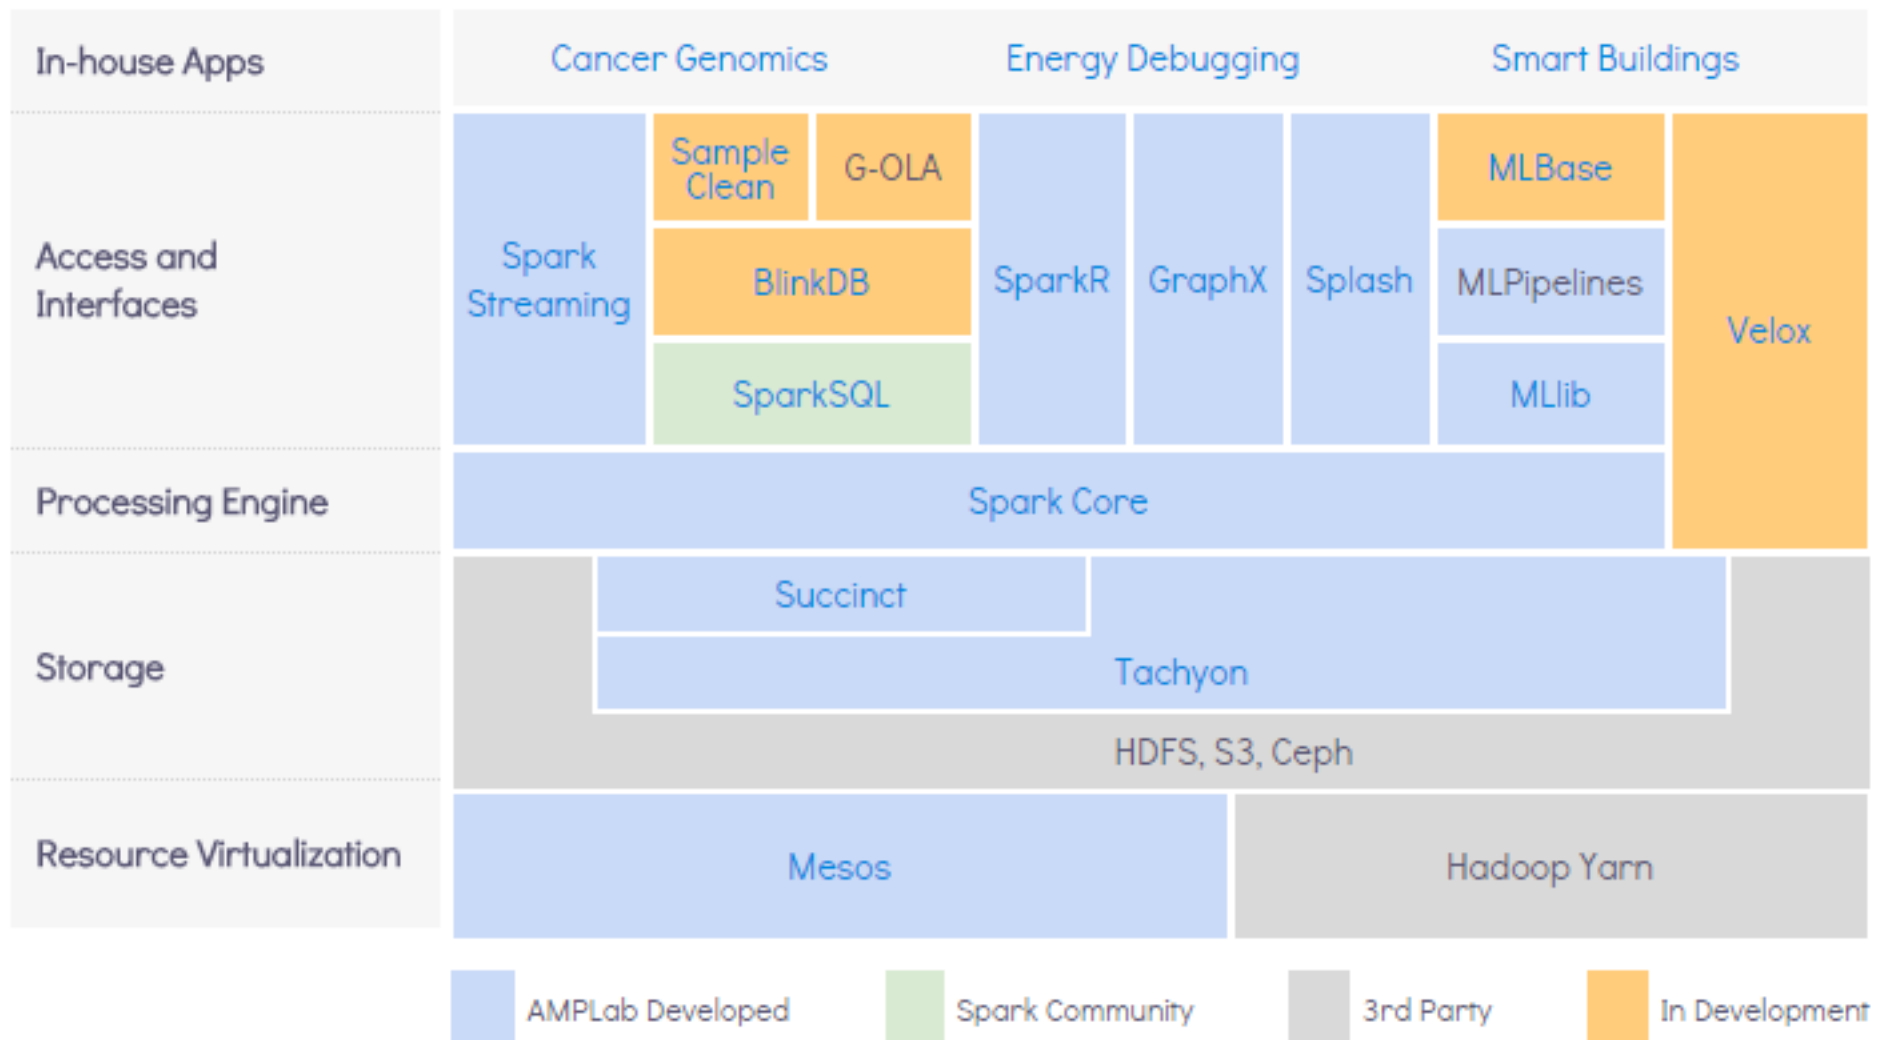 In-house Apps
Cancer Genomics
Energy Debugging
Smart Buildings
Access and
Interfaces
Spark
Streaming
Sample
Clean
G-OLA
BlinkDB
SparkSQL
SparkR
GraphX
Splash
MLBase
MLPipelines
MLlib
Velox
Processing Engine
Spark Core
Storage
Succinct
Tachyon
HDFS, S3, Ceph
Resource Virtualization
Mesos
Hadoop Yarn
AMPLab Developed
Spark Community
3rd Party
In Development